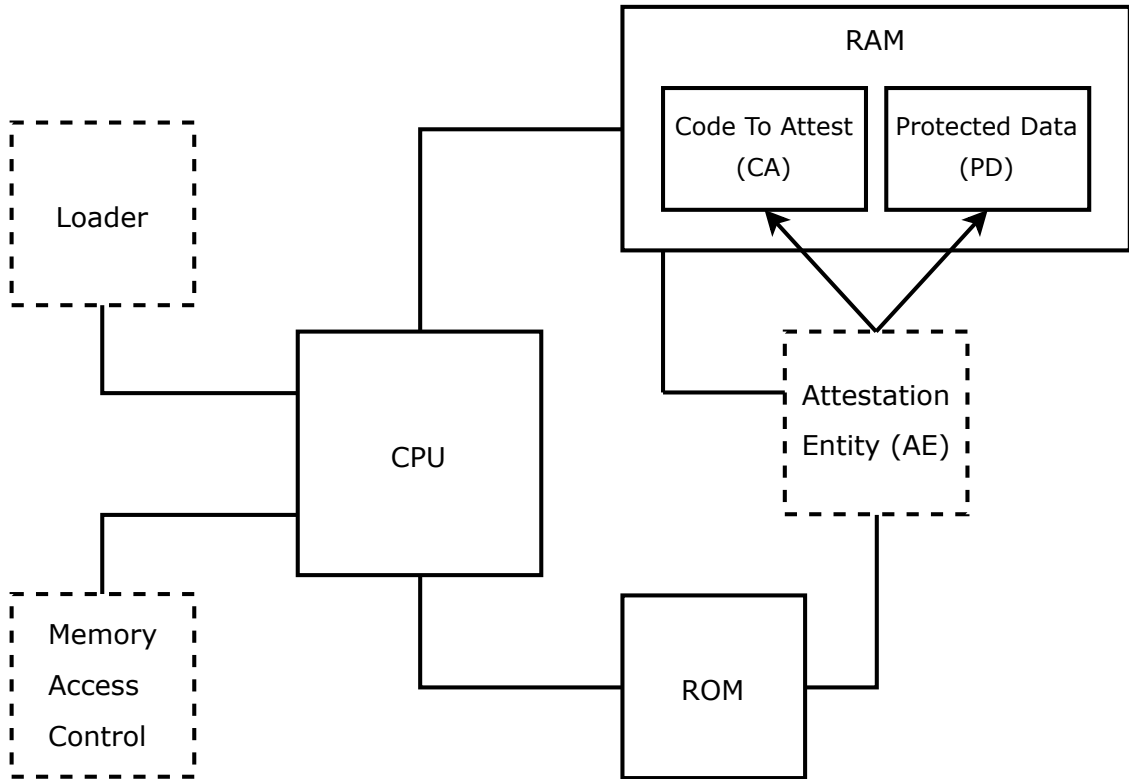 RAM
Code To Attest
(CA)
Protected Data
(PD)
Loader
Attestation
Entity (AE)
CPU
Memory
Access
Control
ROM